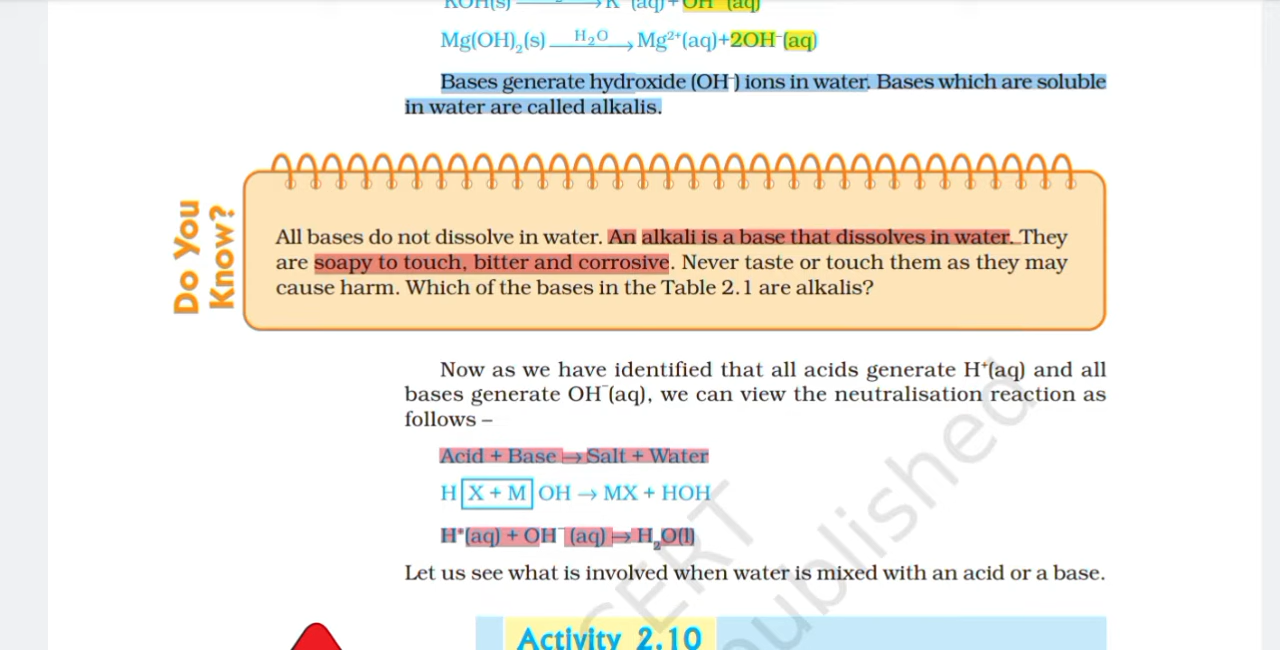 KOH(s) ⟶ K⁺(aq)+OH⁻(aq)
Mg(OH)₂(s) —H₂O→ Mg²⁺(aq)+2OH⁻(aq)
Bases generate hydroxide (OH⁻) ions in water. Bases which are soluble
in water are called alkalis.
Do You
Know?
All bases do not dissolve in water. An alkali is a base that dissolves in water. They
are soapy to touch, bitter and corrosive. Never taste or touch them as they may
cause harm. Which of the bases in the Table 2.1 are alkalis?
Now as we have identified that all acids generate H⁺(aq) and all
bases generate OH⁻(aq), we can view the neutralisation reaction as
follows –
Acid + Base → Salt + Water
H X + M OH → MX + HOH
H⁺(aq) + OH⁻(aq) → H₂O(l)
Let us see what is involved when water is mixed with an acid or a base.
Activity 2.10